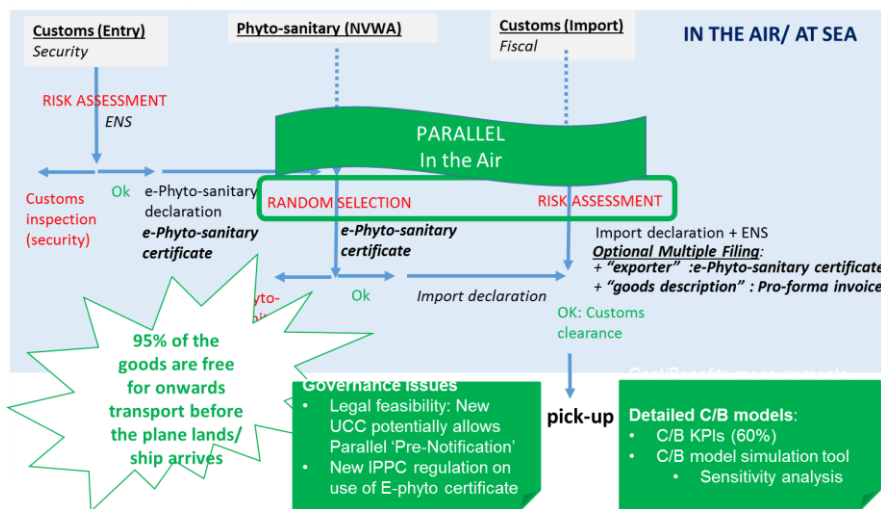 Customs (Entry)
Security
Phyto-sanitary (NVWA)
Customs (Import)
Fiscal
IN THE AIR/ AT SEA
RISK ASSESSMENT
ENS
PARALLEL
In the Air
Customs
inspection
(security)
Ok
e-Phyto-sanitary
declaration
e-Phyto-sanitary
certificate
RANDOM SELECTION
RISK ASSESSMENT
e-Phyto-sanitary
certificate
Import declaration + ENS
Optional Multiple Filing:
+ “exporter” :e-Phyto-sanitary certificate
+ “goods description” : Pro-forma invoice
Ok
Import declaration
OK: Customs
clearance
95% of the
goods are free
for onwards
transport before
the plane lands/
ship arrives
Governance issues
• Legal feasibility: New
UCC potentially allows
Parallel ‘Pre-Notification’
• New IPPC regulation on
use of E-phyto certificate
pick-up
Cost/Benefits measurements
Detailed C/B models:
• C/B KPIs (60%)
• C/B model simulation tool
• Sensitivity analysis